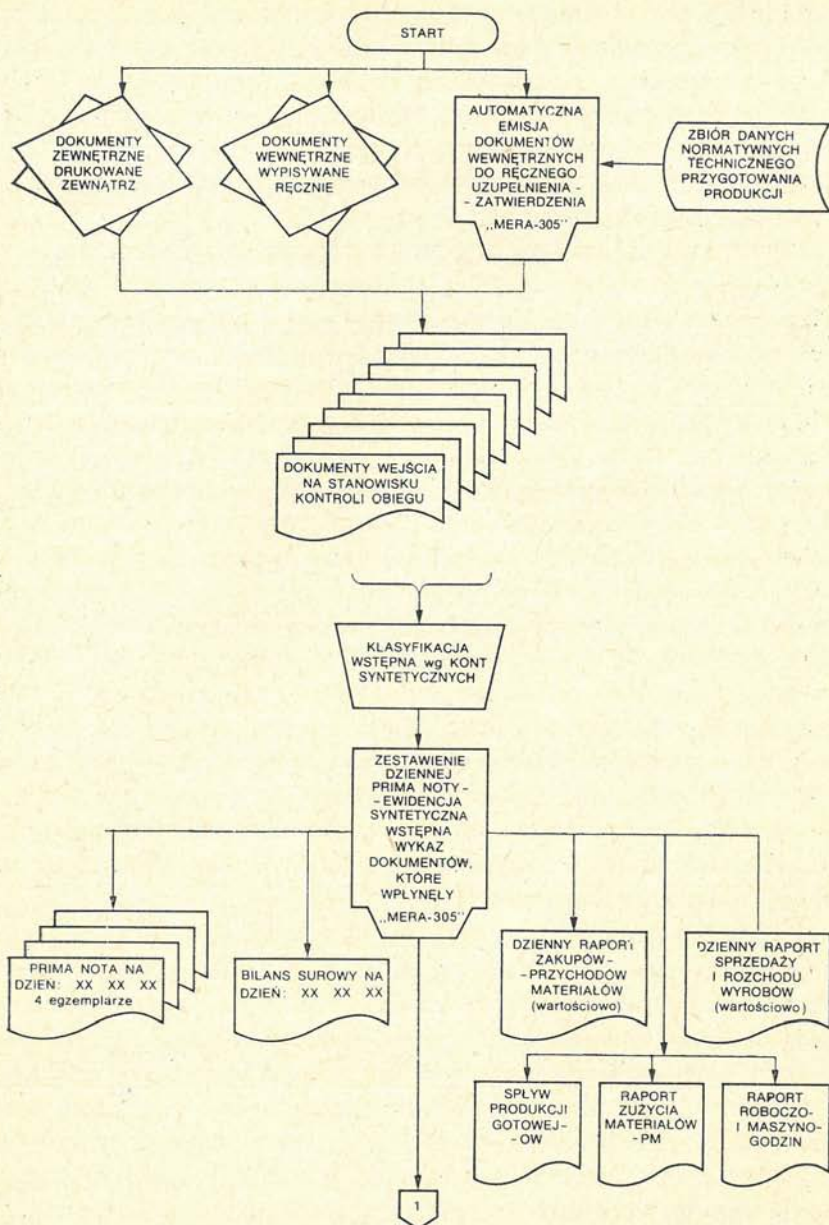 START
DOKUMENTY
ZEWNĘTRZNE
DRUKOWANE
ZEWNĄTRZ
DOKUMENTY
WEWNĘTRZNE
WYPISYWANE
RĘCZNIE
AUTOMATYCZNA
EMISJA
DOKUMENTÓW
WEWNĘTRZNYCH
DO RĘCZNEGO
UZUPEŁNIENIA -
- ZATWIERDZENIA
„MERA-305"
ZBIÓR DANYCH
NORMATYWNYCH
TECHNICZNEGO
PRZYGOTOWANIA
PRODUKCJI
DOKUMENTY WEJŚCIA
NA STANOWISKU
KONTROLI OBIEGU
KLASYFIKACJA
WSTĘPNA wg KONT
SYNTETYCZNYCH
ZESTAWIENIE
DZIENNEJ
PRIMA NOTY -
- EWIDENCJA
SYNTETYCZNA
WSTĘPNA
WYKAZ
DOKUMENTÓW,
KTÓRE
WPŁYNĘŁY
„MERA-305"
PRIMA NOTA NA
DZIEŃ: XX XX XX
4 egzemplarze
BILANS SUROWY NA
DZIEŃ: XX XX XX
DZIENNY RAPORT
ZAKUPÓW -
- PRZYCHODÓW
MATERIAŁÓW
(wartościowo)
DZIENNY RAPORT
SPRZEDAŻY
I ROZCHODU
WYROBÓW
(wartościowo)
SPŁYW
PRODUKCJI
GOTOWEJ -
- OW
RAPORT
ZUŻYCIA
MATERIAŁÓW
- PM
RAPORT
ROBOCZO-
I MASZYNO-
GODZIN
1